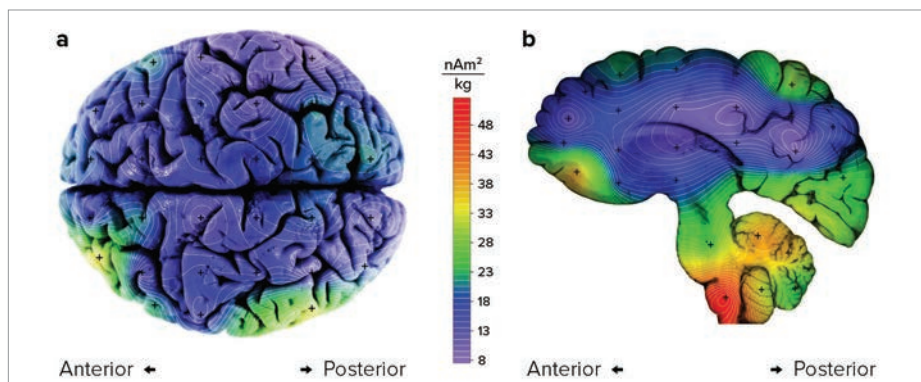 a
b
nAm²
kg
48
43
38
33
28
23
18
13
8
Anterior ←
→ Posterior
Anterior ←
→ Posterior